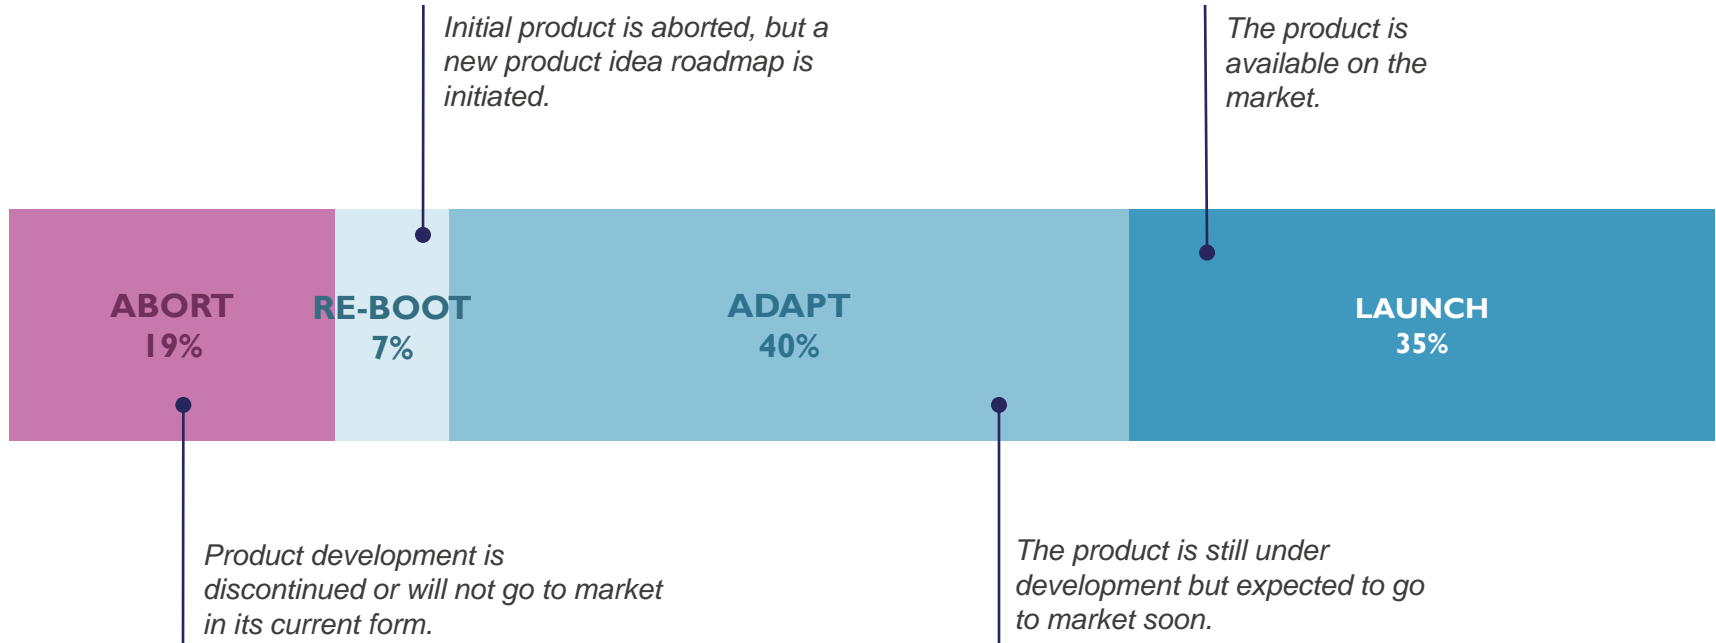 Initial product is aborted, but a
new product idea roadmap is
initiated.
The product is
available on the
market.
ABORT
19%
RE-BOOT
7%
ADAPT
40%
LAUNCH
35%
Product development is
discontinued or will not go to market
in its current form.
The product is still under
development but expected to go
to market soon.